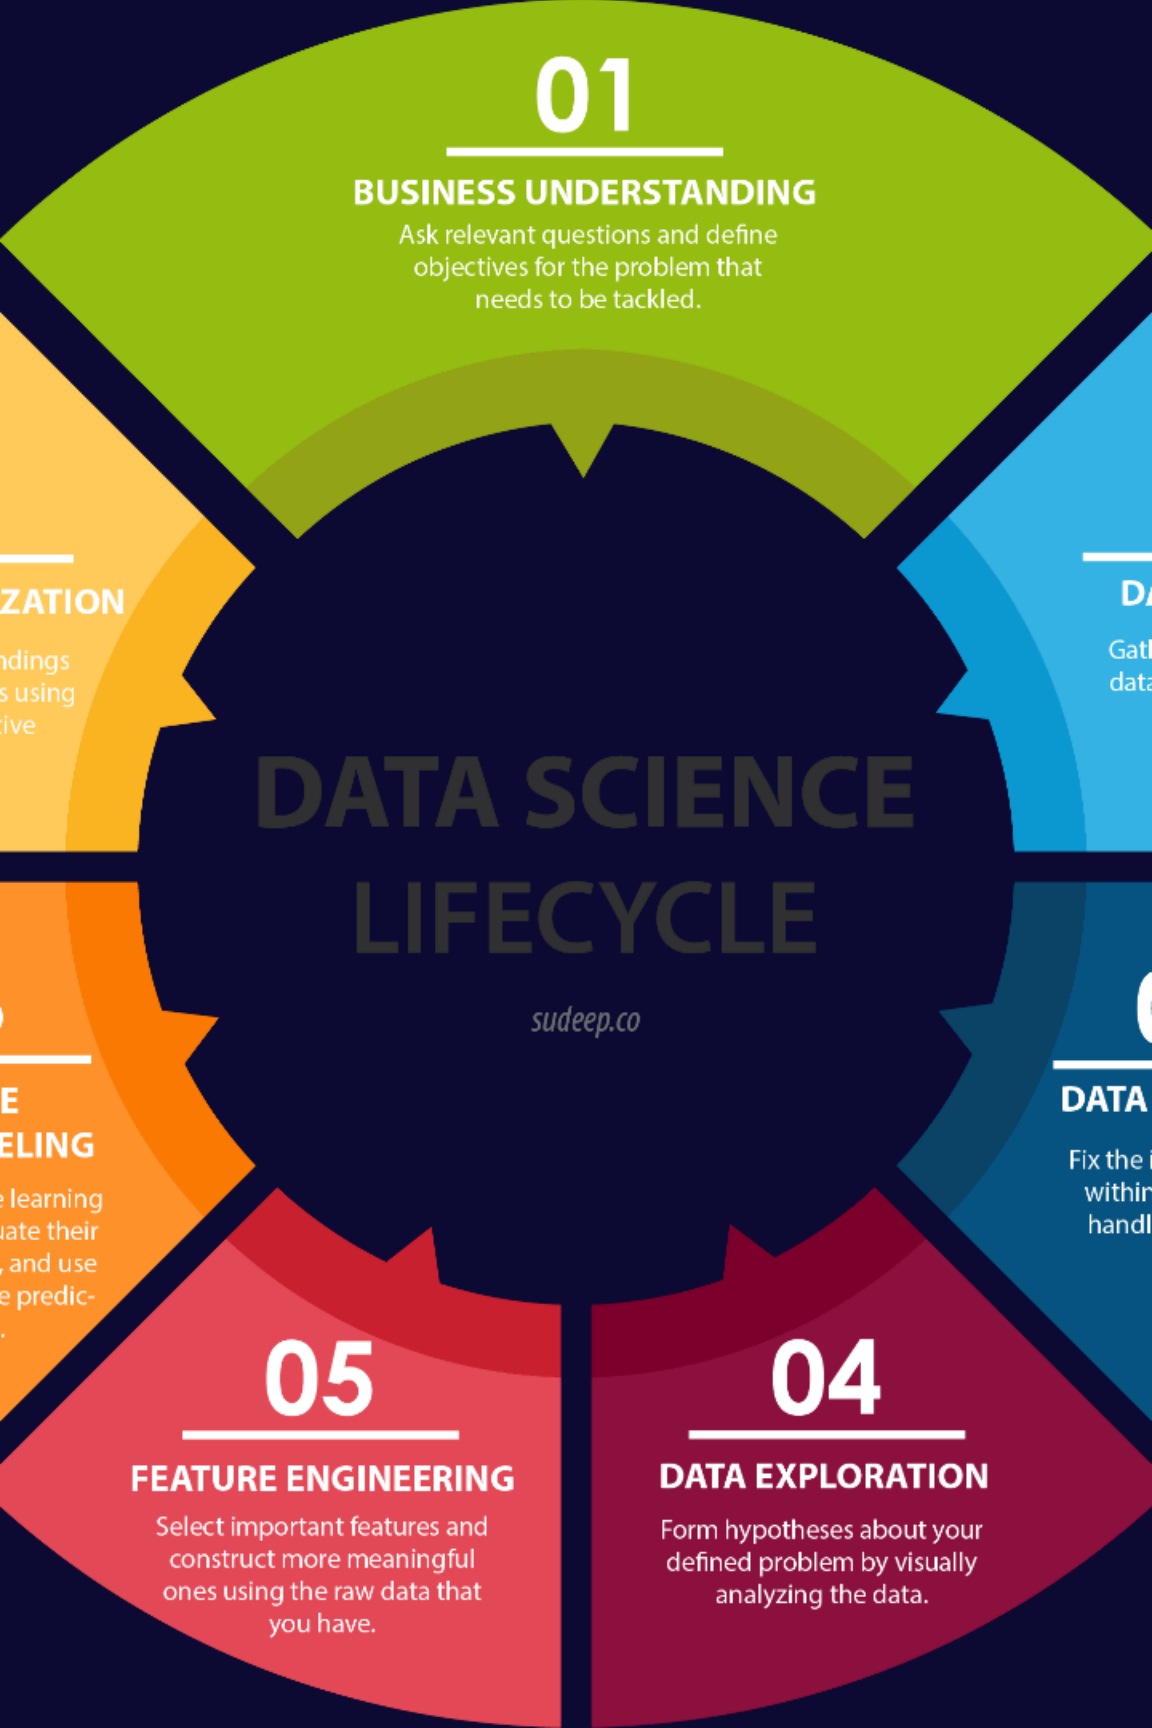 01
BUSINESS UNDERSTANDING
Ask relevant questions and define
objectives for the problem that
needs to be tackled.
Gat
data
DATA
Fix the
within
handl
04
DATA EXPLORATION
Form hypotheses about your
defined problem by visually
analyzing the data.
05
FEATURE ENGINEERING
Select important features and
construct more meaningful
ones using the raw data that
you have.
E
ELING
learning
uate their
, and use
e predic-
.
ZATION
ndings
s using
tive
DATA SCIENCE
LIFECYCLE
sudeep.co